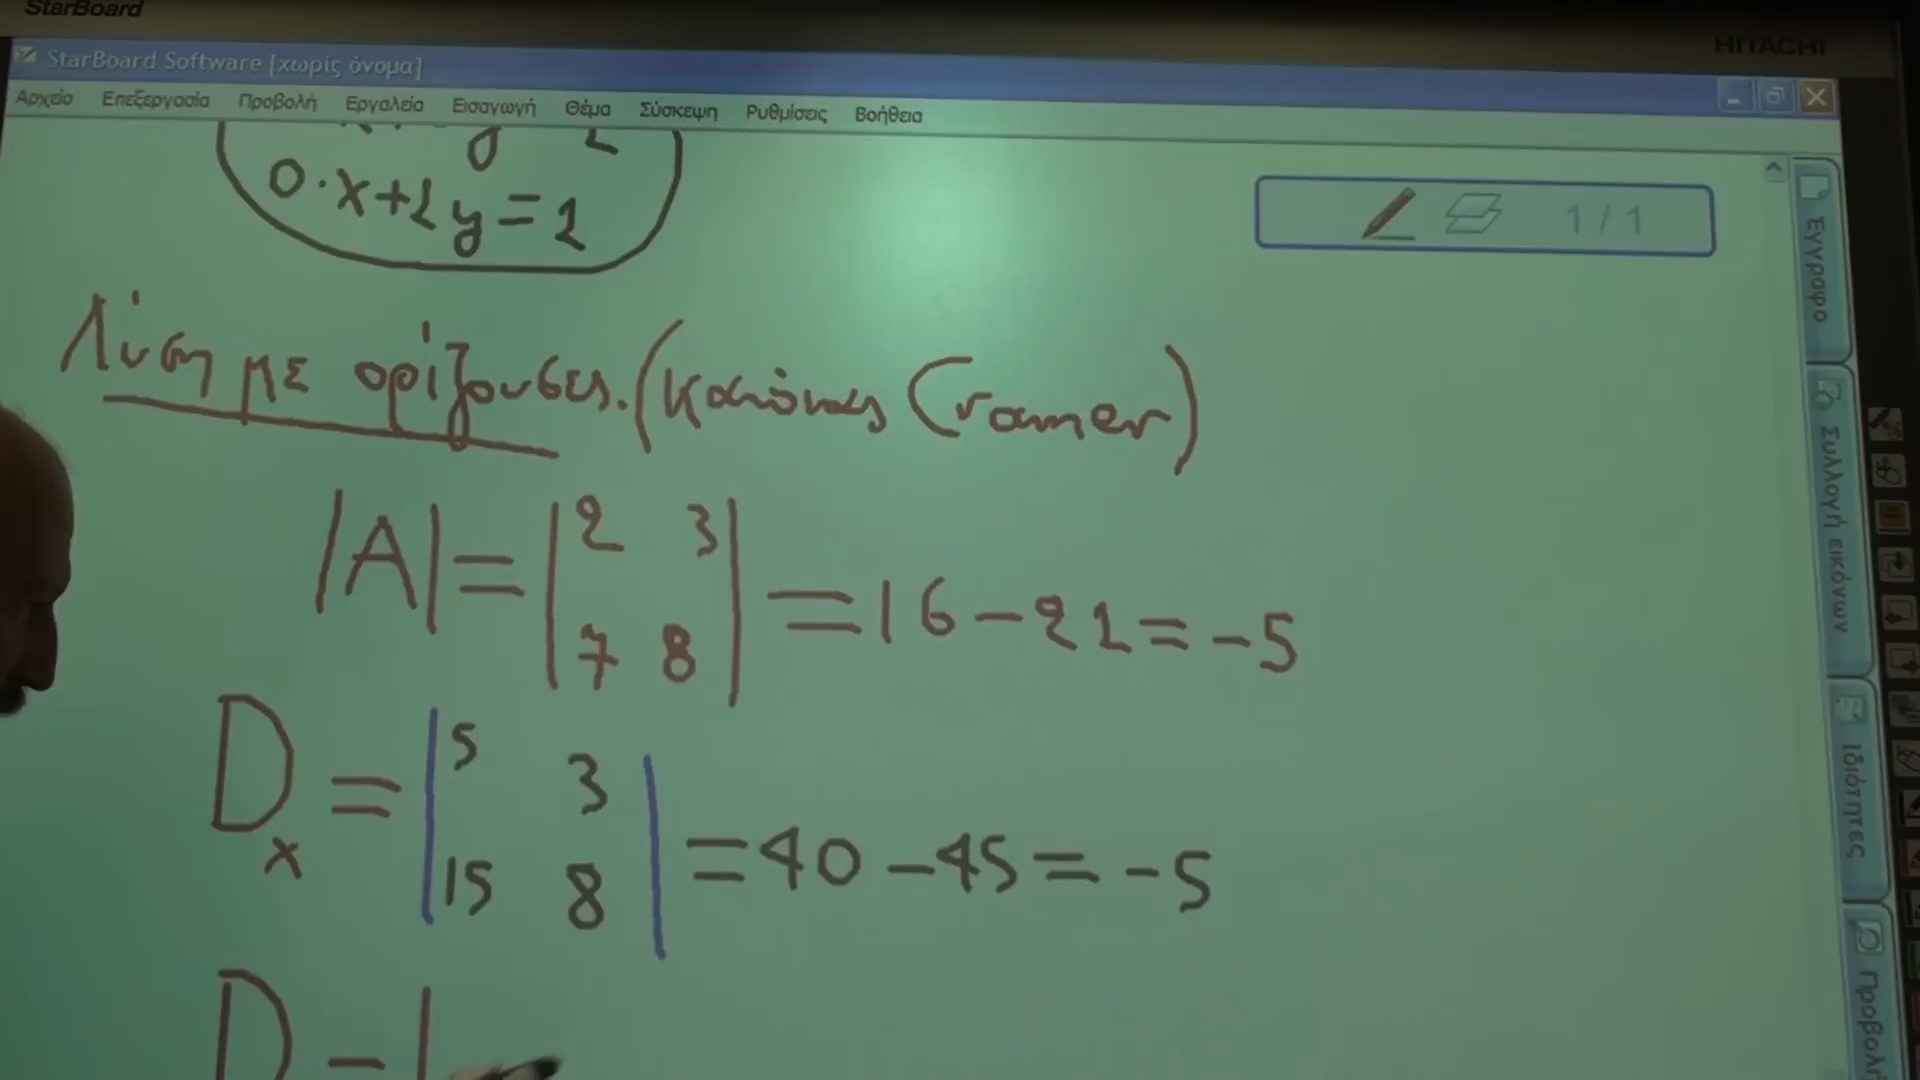 StarBoard
HITACHI
StarBoard Software [χωρίς όνομα]
Αρχείο Επεξεργασία Προβολή Εργαλεία Εισαγωγή Θέμα Σύσκεψη Ρυθμίσεις Βοήθεια
0·x+1y=1
1 / 1
Λύση με ορίζουσες. (Κανόνας Cramer)
|A| = |2 3
7 8| = 16 - 21 = -5
Dx = |5 3
15 8| = 40 - 45 = -5
D =
Έγγραφο
Συλλογή εικόνων
Ιδιότητες
Προβολή